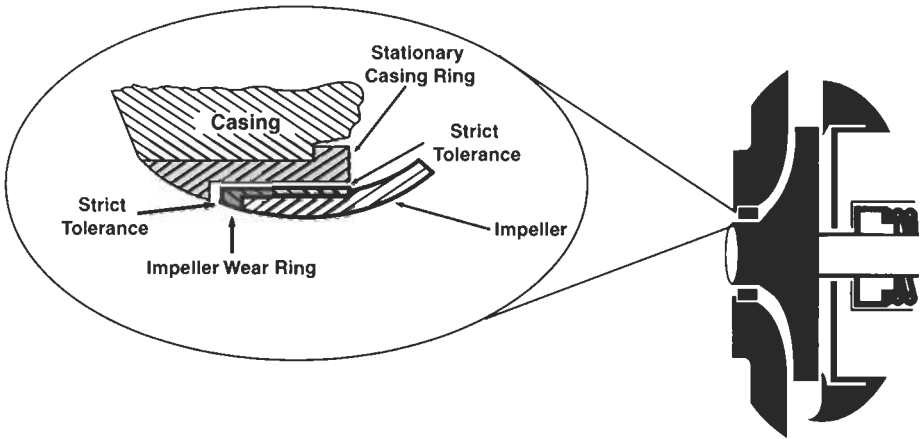 Stationary
Casing Ring
Casing
Strict
Tolerance
Strict
Tolerance
Impeller
Impeller Wear Ring